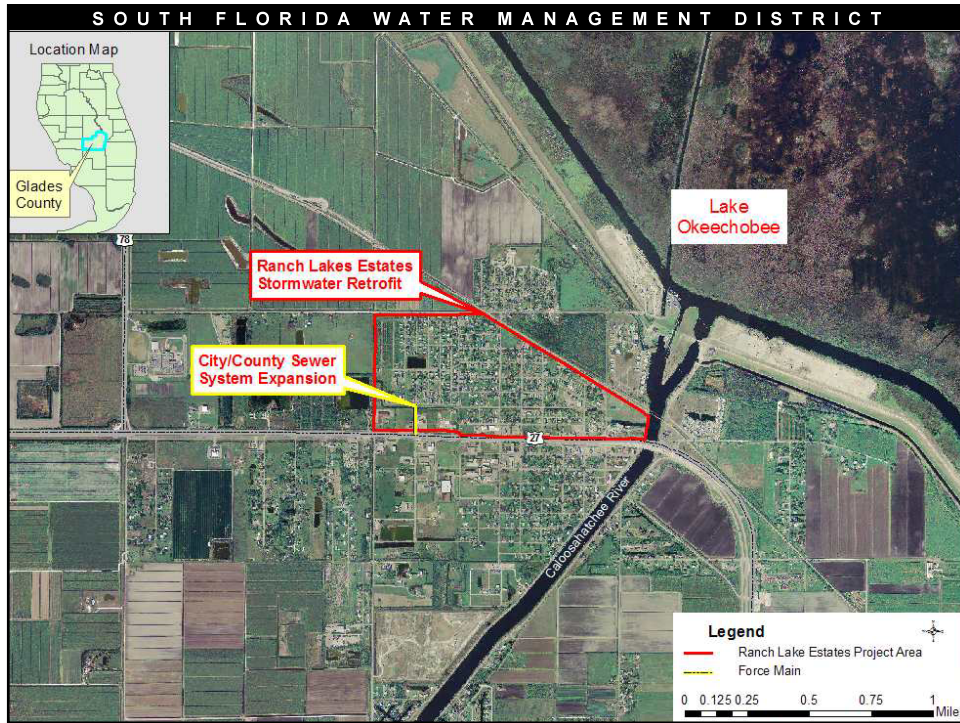 SOUTH FLORIDA WATER MANAGEMENT DISTRICT
Location Map
Glades
County
78
Lake
Okeechobee
Ranch Lakes Estates
Stormwater Retrofit
City/County Sewer
System Expansion
27
Caloosahatchee River
Legend
Ranch Lake Estates Project Area
Force Main
0 0.125 0.25 0.5 0.75 1
Mile